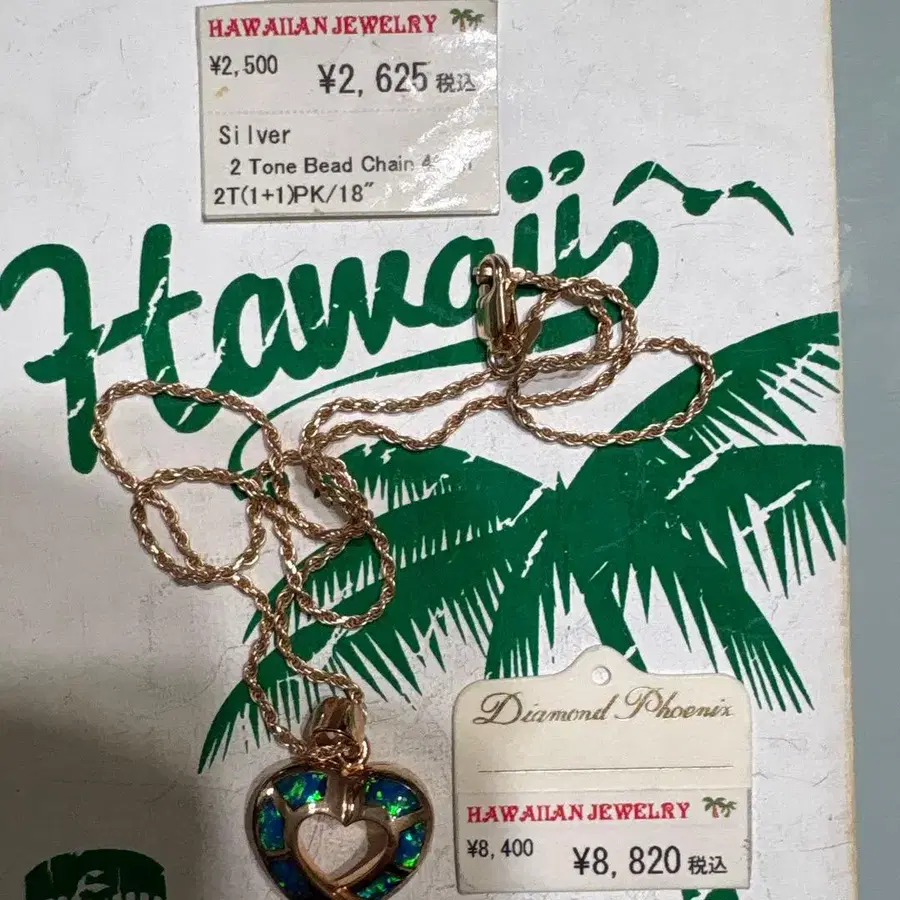 HAWAIIAN JEWELRY
¥2,500 ¥2,625 税込
Silver
2 Tone Bead Chain
2T(1+1)PK/18"
Hawaii
Diamond Phoenix
HAWAIIAN JEWELRY
¥8,400 ¥8,820 税込